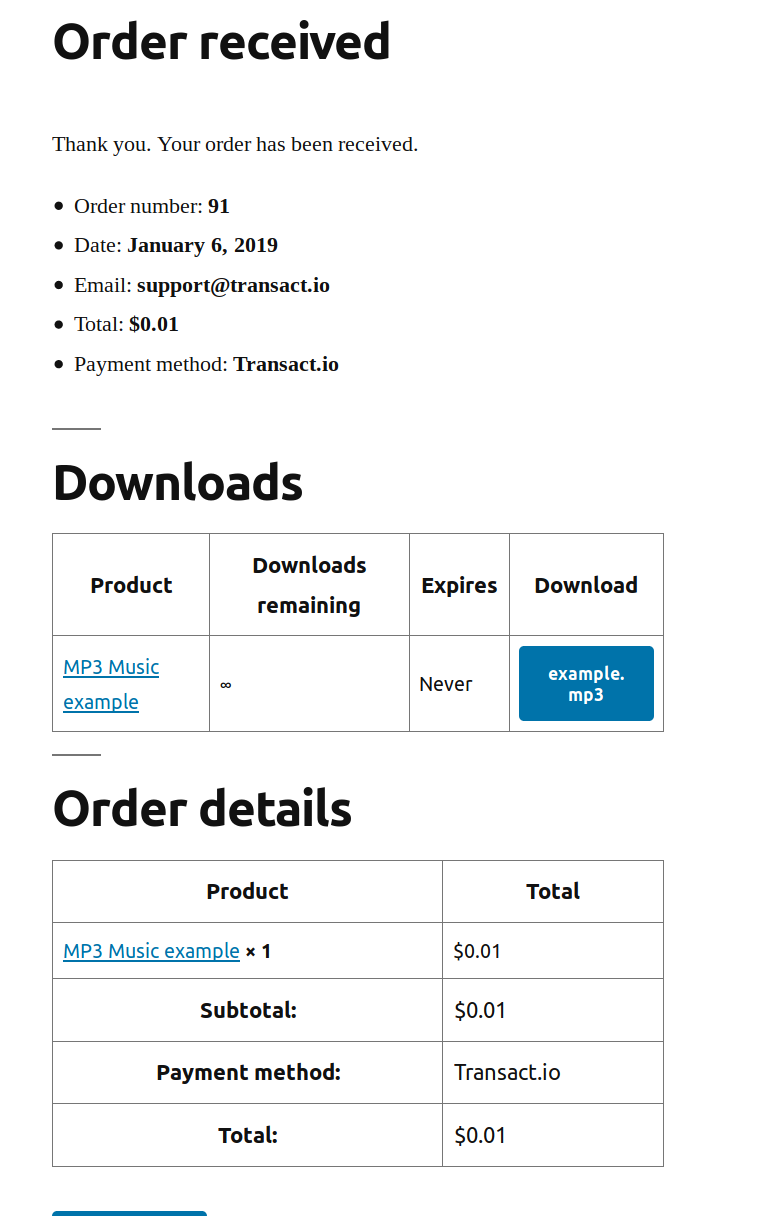 Order received
Thank you. Your order has been received.
Order number: 91
Date: January 6, 2019
Email: support@transact.io
Total: $0.01
Payment method: Transact.io
Downloads
Product Downloads remaining Expires Download
MP3 Music example ∞ Never example.mp3
Order details
Product Total
MP3 Music example × 1 $0.01
Subtotal: $0.01
Payment method: Transact.io
Total: $0.01